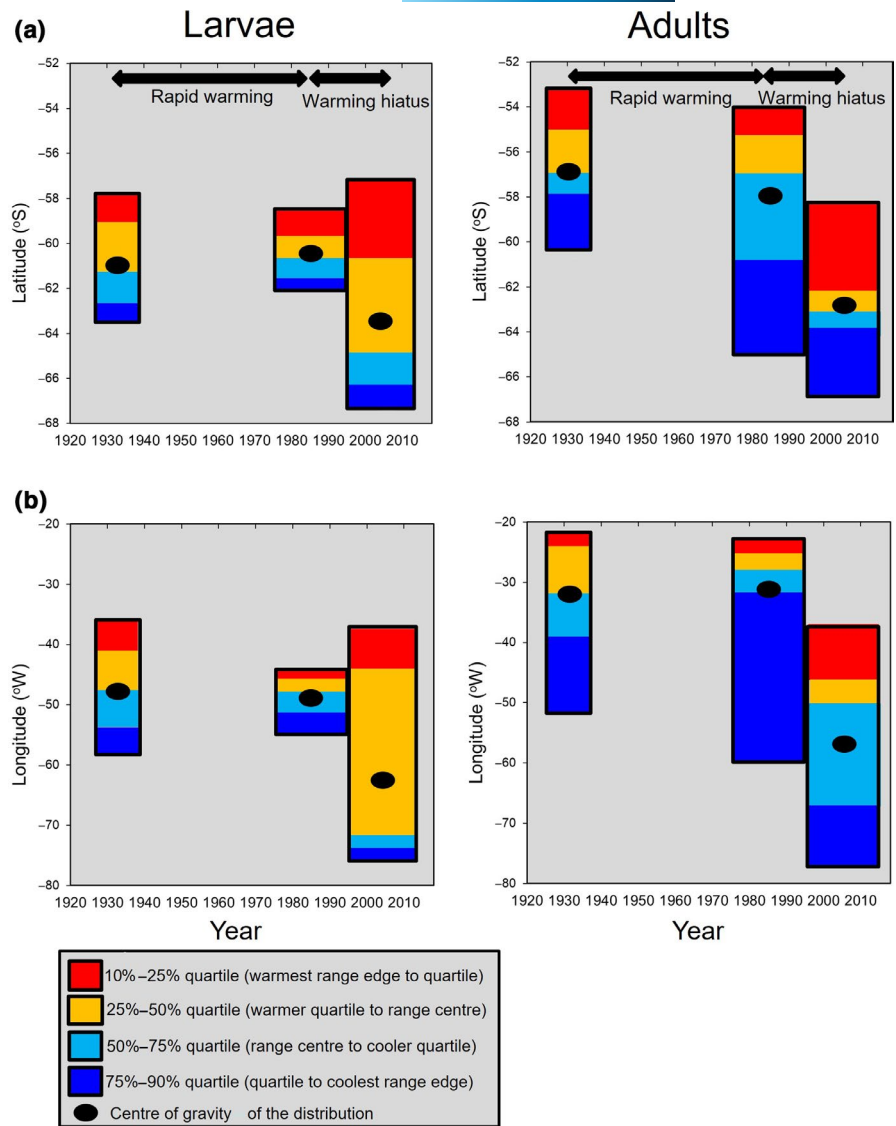 (a)
Larvae
Adults
–52
–54
–56
–58
–60
–62
–64
–66
–68
Latitude (ºS)
Rapid warming
Warming hiatus
1920 1930 1940 1950 1960 1970 1980 1990 2000 2010
–52
–54
–56
–58
–60
–62
–64
–66
–68
Latitude (ºS)
Rapid warming
Warming hiatus
1920 1930 1940 1950 1960 1970 1980 1990 2000 2010
(b)
–20
–30
–40
–50
–60
–70
–80
Longitude (ºW)
1920 1930 1940 1950 1960 1970 1980 1990 2000 2010
Year
–20
–30
–40
–50
–60
–70
–80
Longitude (ºW)
1920 1930 1940 1950 1960 1970 1980 1990 2000 2010
Year
10%–25% quartile (warmest range edge to quartile)
25%–50% quartile (warmer quartile to range centre)
50%–75% quartile (range centre to cooler quartile)
75%–90% quartile (quartile to coolest range edge)
Centre of gravity of the distribution